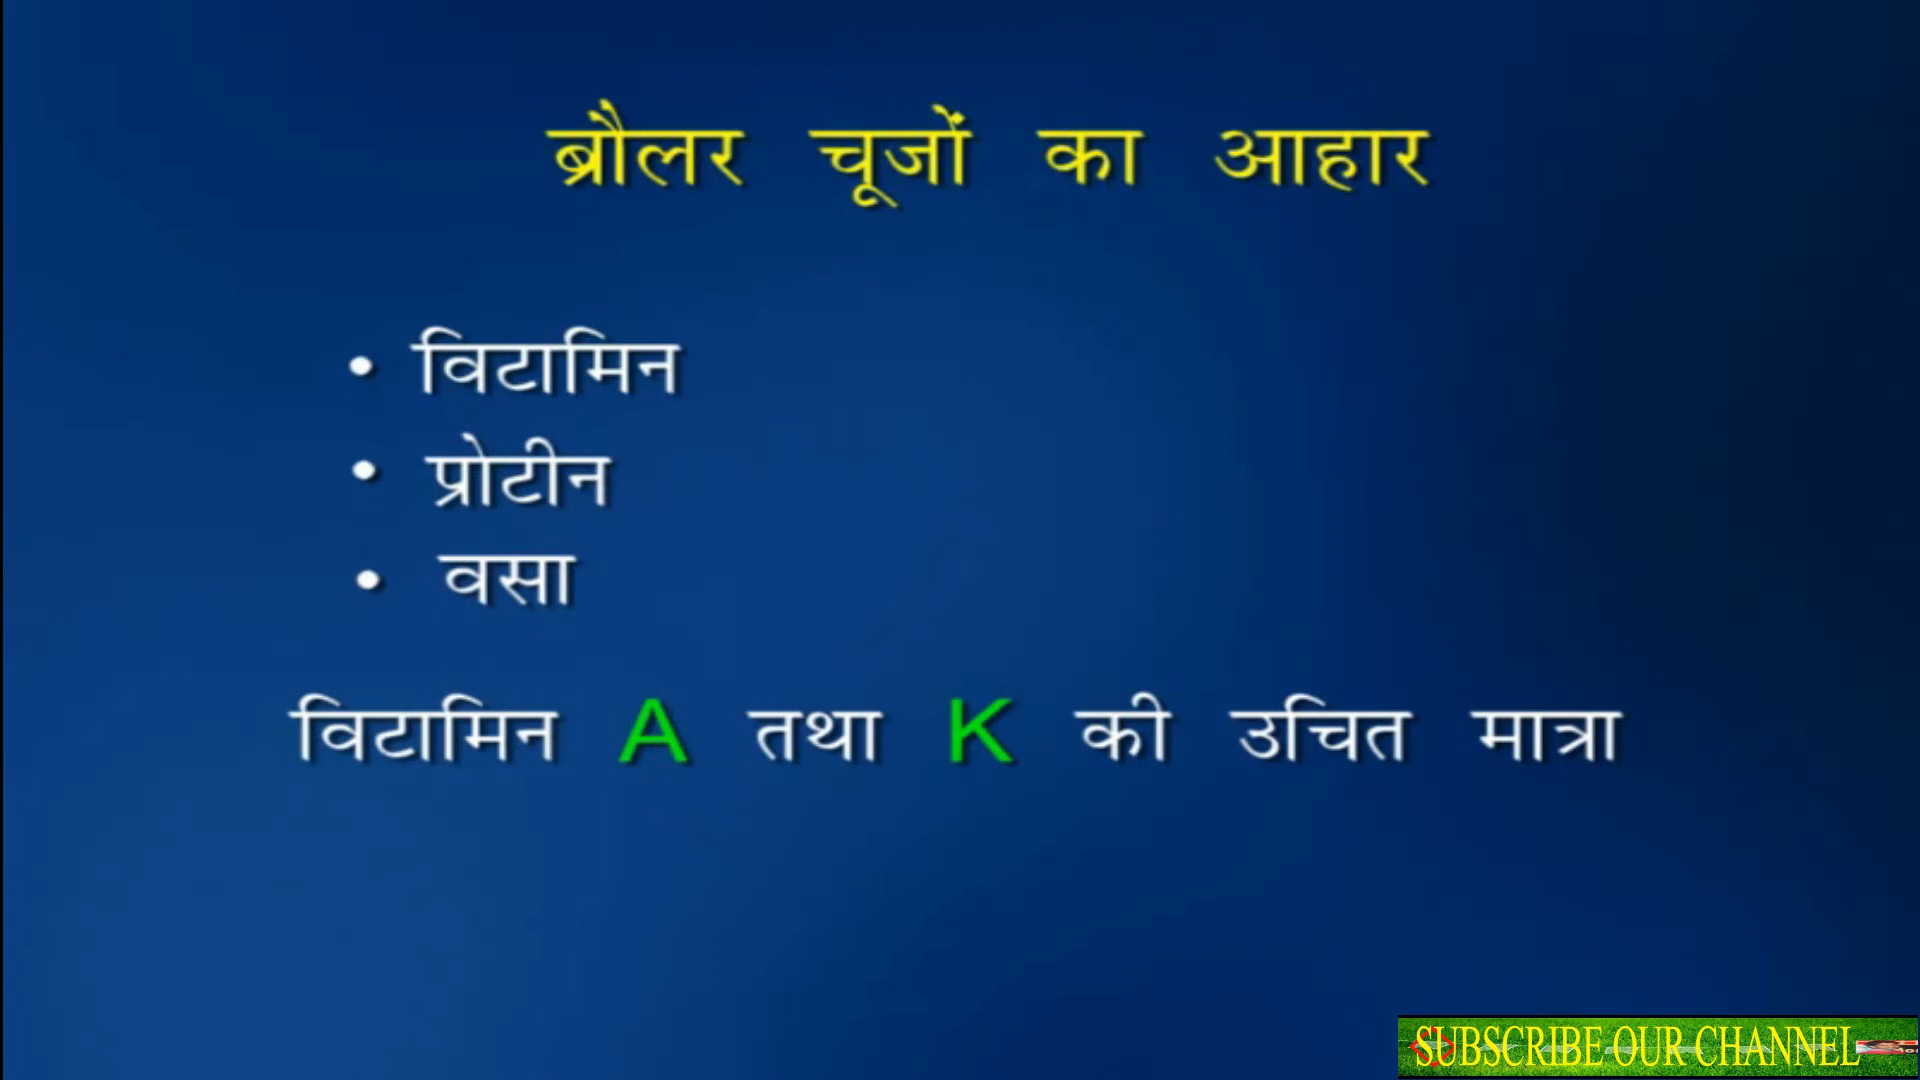 ब्रौलर चूजों का आहार
• विटामिन
• प्रोटीन
• वसा
विटामिन A तथा K की उचित मात्रा
SUBSCRIBE OUR CHANNEL